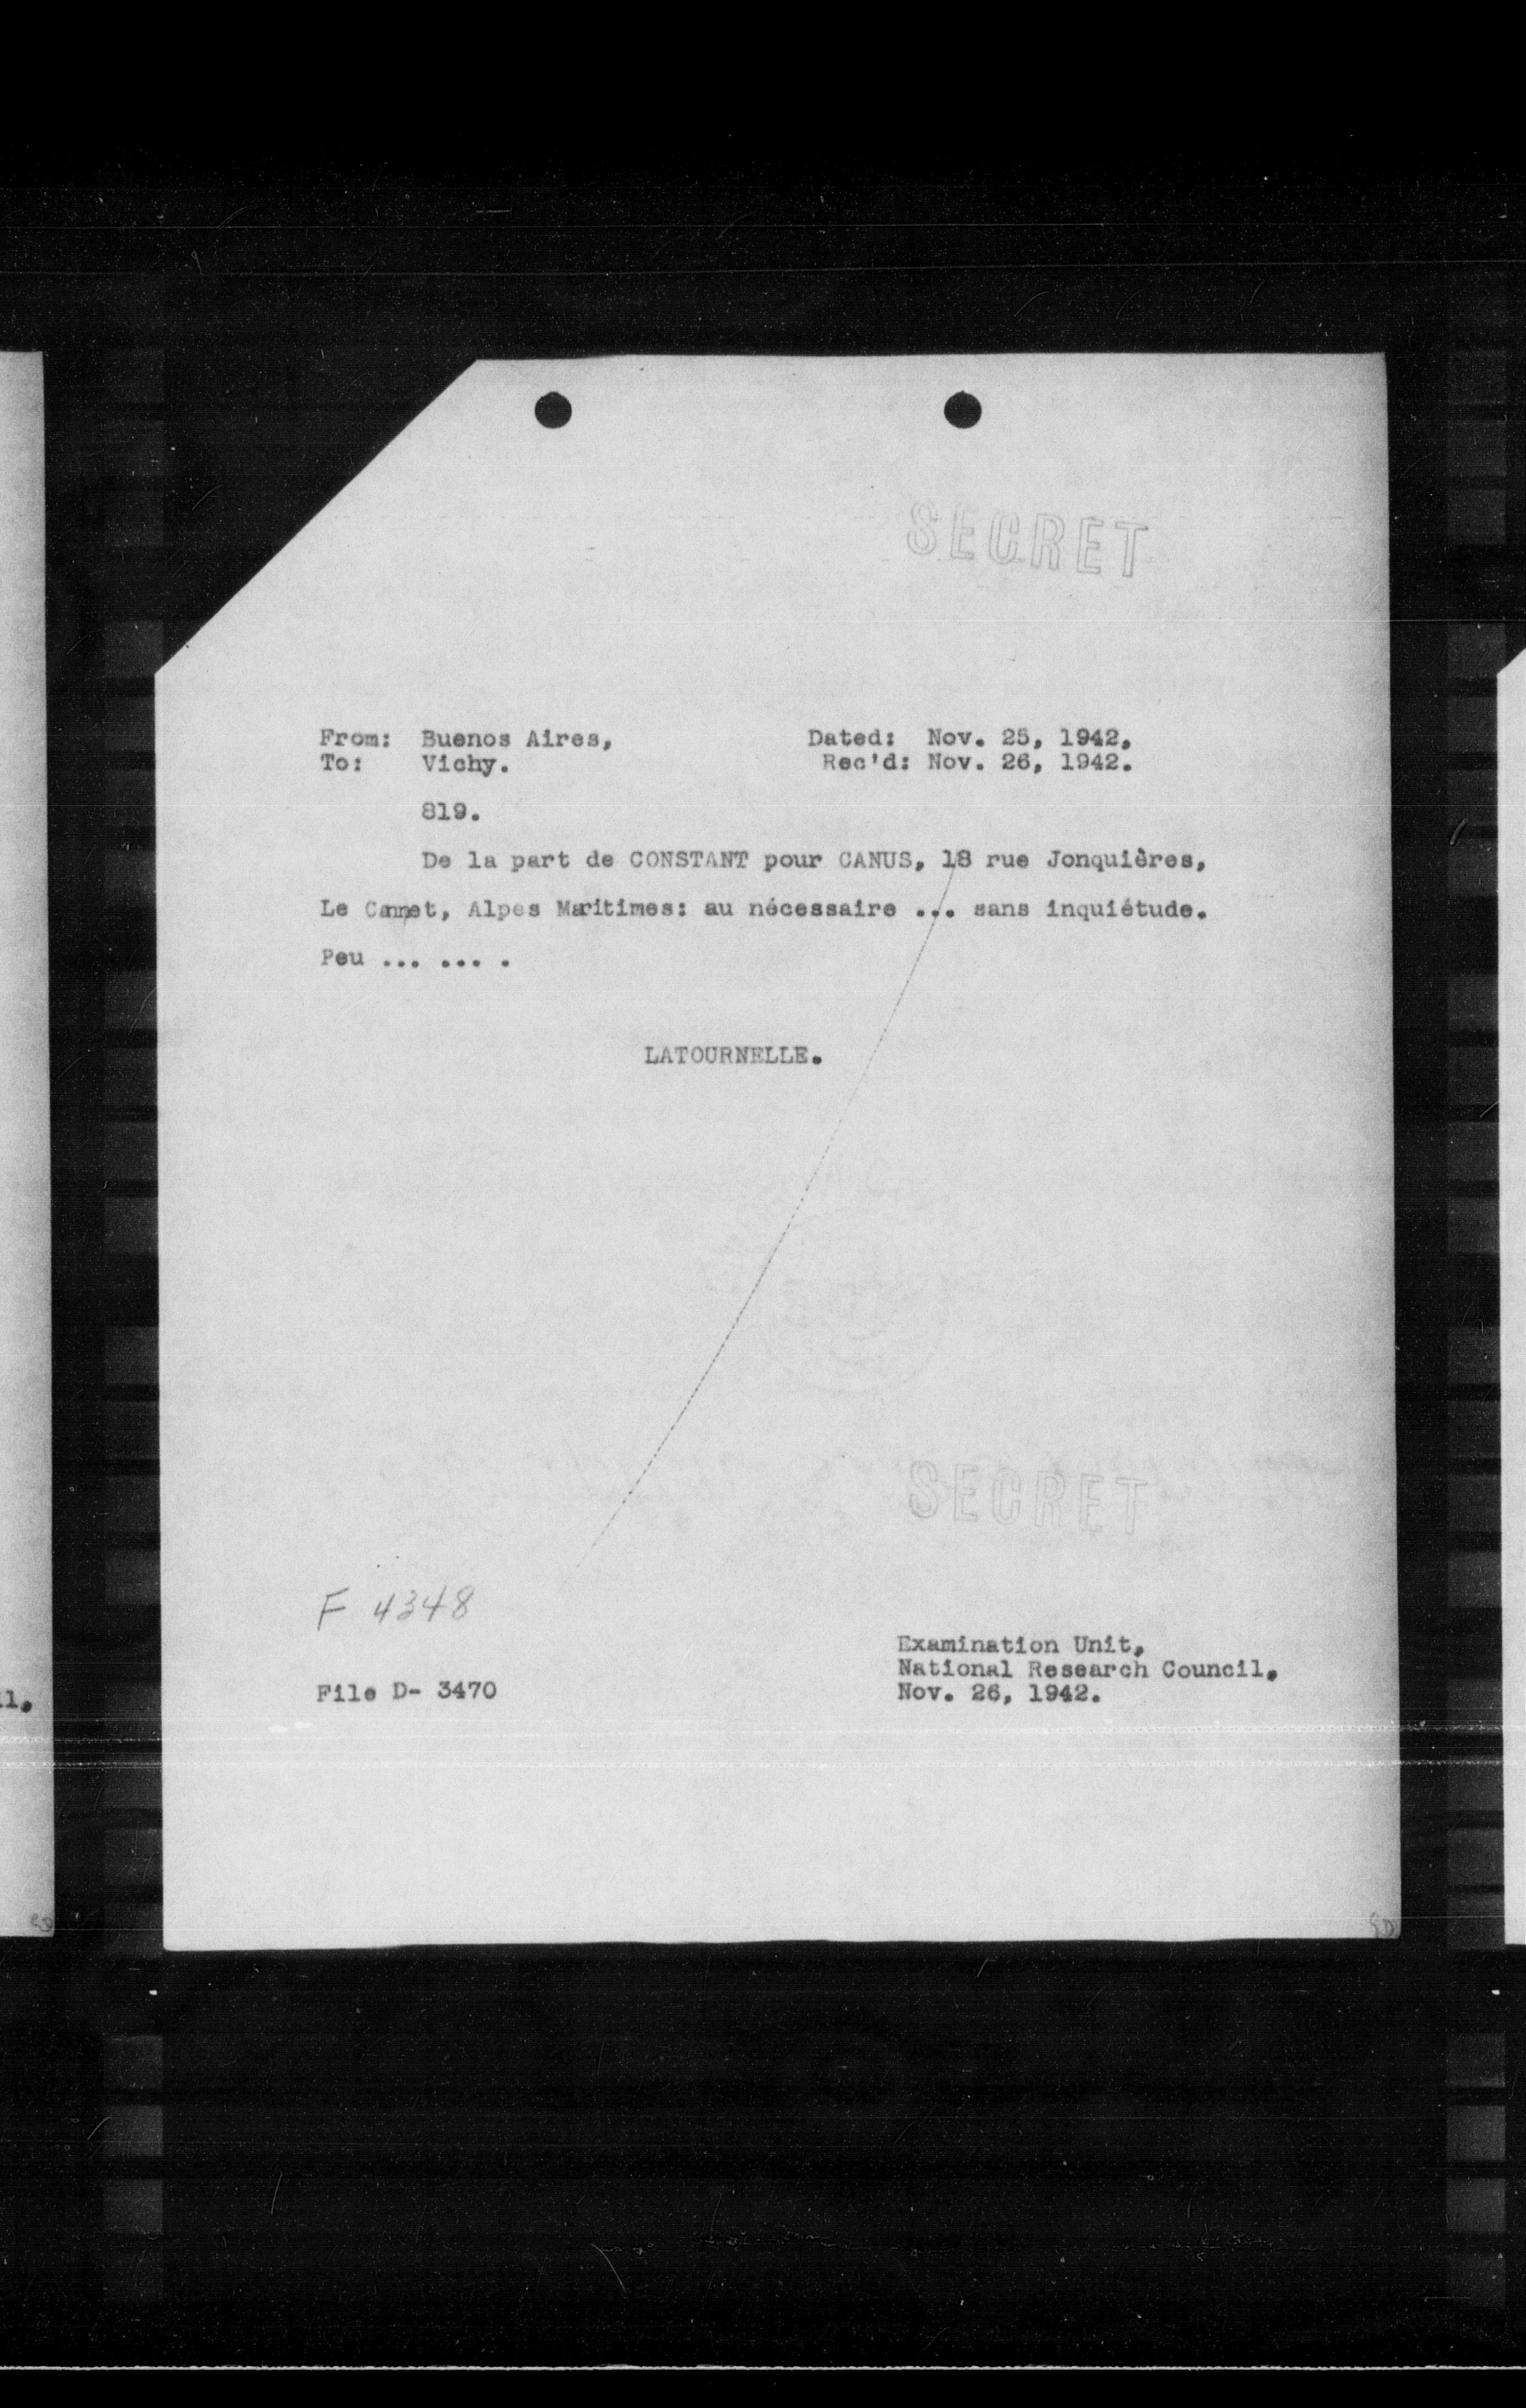 SECRET
From: Buenos Aires, Dated: Nov. 25, 1942.
To: Vichy. Rec'd: Nov. 26, 1942.
819.
De la part de CONSTANT pour CANUS, 18 rue Jonquières,
Le Cannet, Alpes Maritimes: au nécessaire ... sans inquiétude.
Peu ... ... .
LATOURNELLE.
SECRET
F 4348
File D- 3470
Examination Unit,
National Research Council,
Nov. 26, 1942.